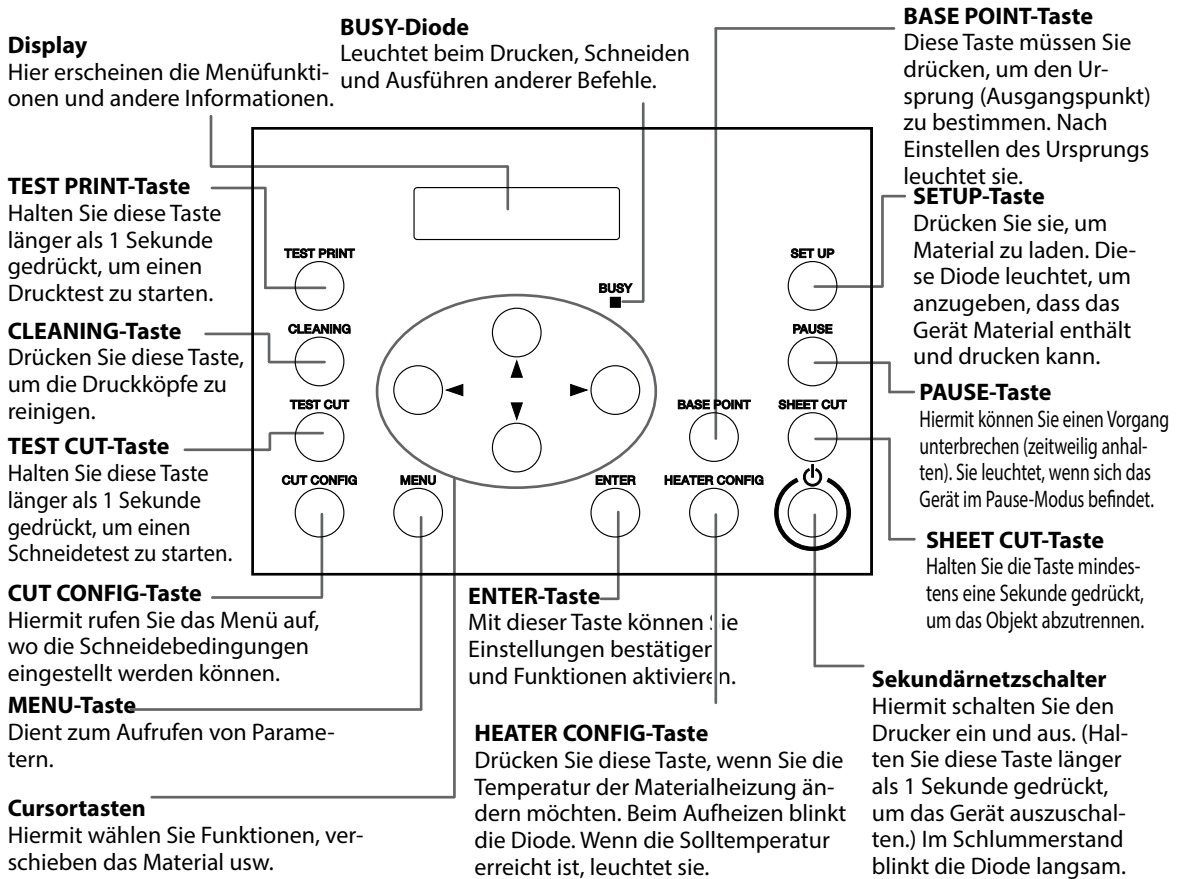 Display
Hier erscheinen die Menüfunkti-
onen und andere Informationen.
BUSY-Diode
Leuchtet beim Drucken, Schneiden
und Ausführen anderer Befehle.
BASE POINT-Taste
Diese Taste müssen Sie
drücken, um den Ur-
sprung (Ausgangspunkt)
zu bestimmen. Nach
Einstellen des Ursprungs
leuchtet sie.
TEST PRINT-Taste
Halten Sie diese Taste
länger als 1 Sekunde
gedrückt, um einen
Drucktest zu starten.
CLEANING-Taste
Drücken Sie diese Taste,
um die Druckköpfe zu
reinigen.
TEST CUT-Taste
Halten Sie diese Taste
länger als 1 Sekunde
gedrückt, um einen
Schneidetest zu starten.
CUT CONFIG-Taste
Hiermit rufen Sie das Menü auf,
wo die Schneidebedingungen
eingestellt werden können.
MENU-Taste
Dient zum Aufrufen von Parame-
tern.
Cursortasten
Hiermit wählen Sie Funktionen, ver-
schieben das Material usw.
TEST PRINT
CLEANING
TEST CUT
CUT CONFIG
MENU
BUSY
ENTER
BASE POINT
HEATER CONFIG
SET UP
PAUSE
SHEET CUT
ENTER-Taste
Mit dieser Taste können Sie
Einstellungen bestätigen
und Funktionen aktivieren.
HEATER CONFIG-Taste
Drücken Sie diese Taste, wenn Sie die
Temperatur der Materialheizung än-
dern möchten. Beim Aufheizen blinkt
die Diode. Wenn die Solltemperatur
erreicht ist, leuchtet sie.
SETUP-Taste
Drücken Sie sie, um
Material zu laden. Die-
se Diode leuchtet, um
anzugeben, dass das
Gerät Material enthält
und drucken kann.
PAUSE-Taste
Hiermit können Sie einen Vorgang
unterbrechen (zeitweilig anhal-
ten). Sie leuchtet, wenn sich das
Gerät im Pause-Modus befindet.
SHEET CUT-Taste
Halten Sie die Taste mindes-
tens eine Sekunde gedrückt,
um das Objekt abzutrennen.
Sekundärnetzschalter
Hiermit schalten Sie den
Drucker ein und aus. (Hal-
ten Sie diese Taste länger
als 1 Sekunde gedrückt,
um das Gerät auszuschal-
ten.) Im Schlummerstand
blinkt die Diode langsam.